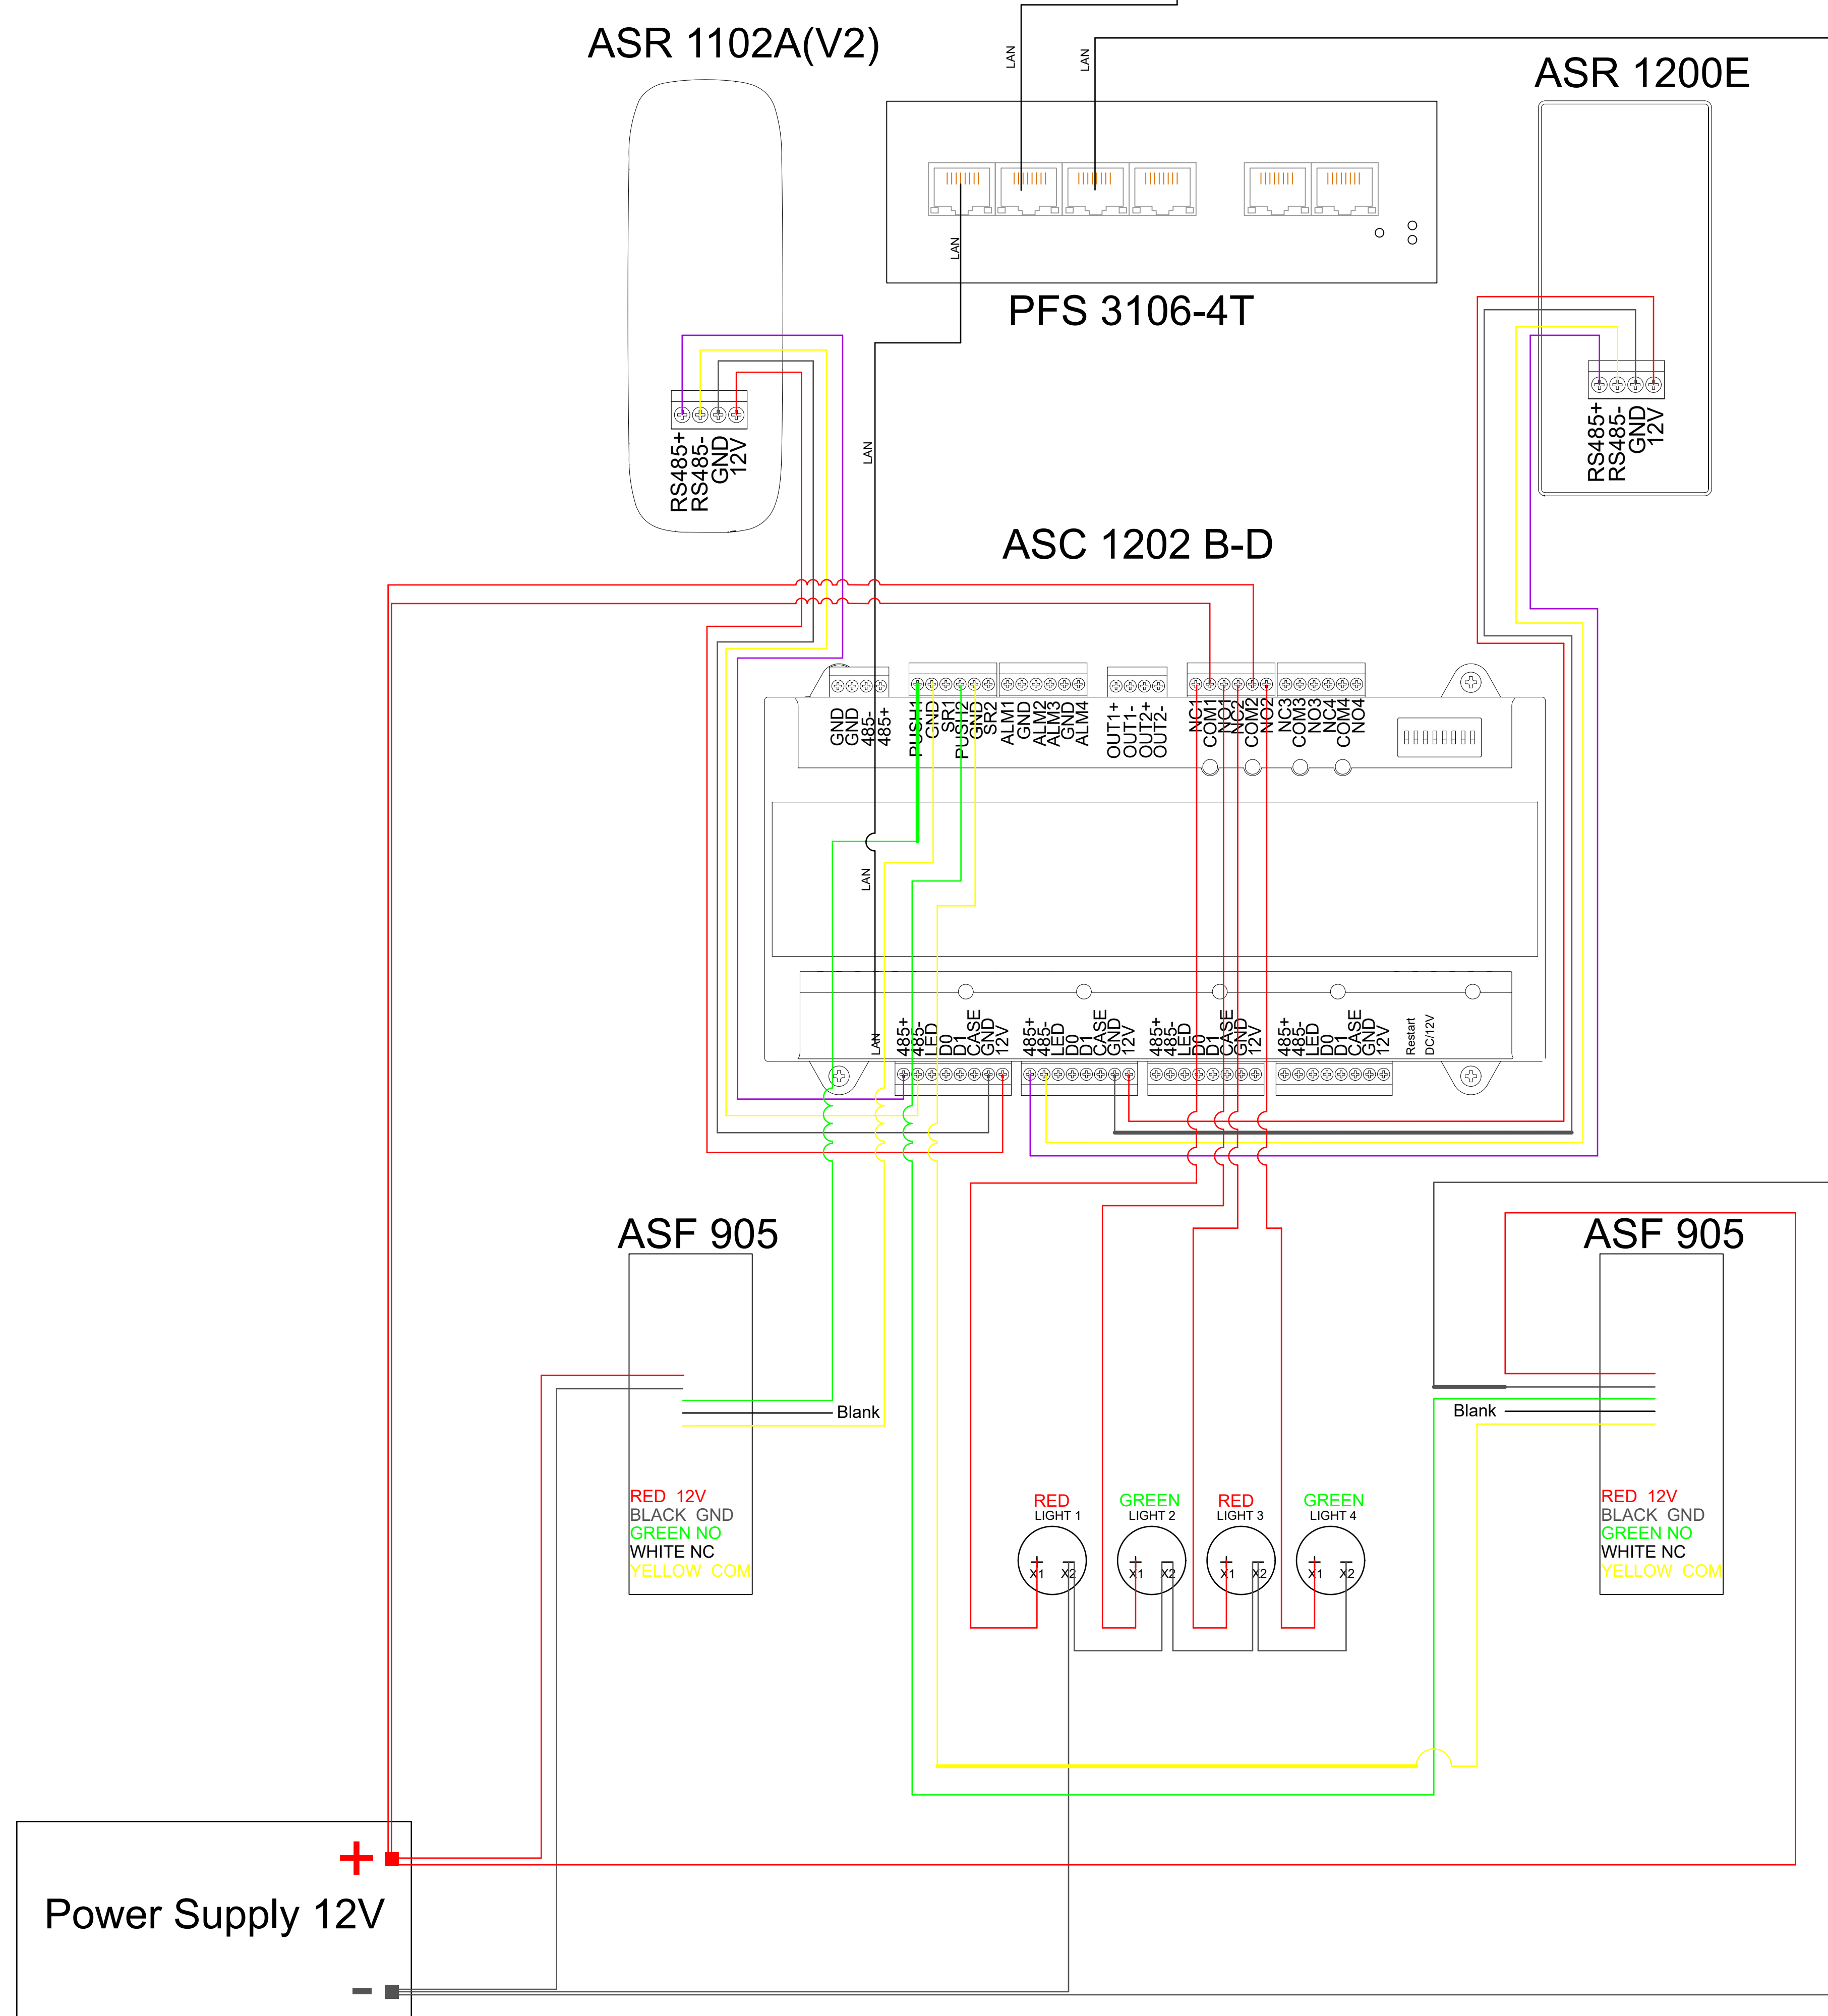 ASR 1102A(V2)
LAN
LAN
ASR 1200E
LAN
PFS 3106-4T
RS485+
RS485-
GND
12V
RS485+
RS485-
GND
12V
LAN
ASC 1202 B-D
GND
GND
485-
485+
PUSH1
GND
SR1
PUSH2
GND
SR2
ALM1
GND
ALM2
ALM3
GND
ALM4
OUT1+
OUT1-
OUT2+
OUT2-
NC1
COM1
NO1
NC2
COM2
NO2
NC3
COM3
NO3
NC4
COM4
NO4
LAN
LAN
485+
485-
LED
D0
D1
CASE
GND
12V
485+
485-
LED
D0
D1
CASE
GND
12V
485+
485-
LED
D0
D1
CASE
GND
12V
485+
485-
LED
D0
D1
CASE
GND
12V
Restart
DC/12V
ASF 905
ASF 905
Blank
Blank
RED 12V
BLACK GND
GREEN NO
WHITE NC
YELLOW COM
RED
LIGHT 1
GREEN
LIGHT 2
RED
LIGHT 3
GREEN
LIGHT 4
X1 X2
X1 X2
X1 X2
X1 X2
RED 12V
BLACK GND
GREEN NO
WHITE NC
YELLOW COM
+
Power Supply 12V
-